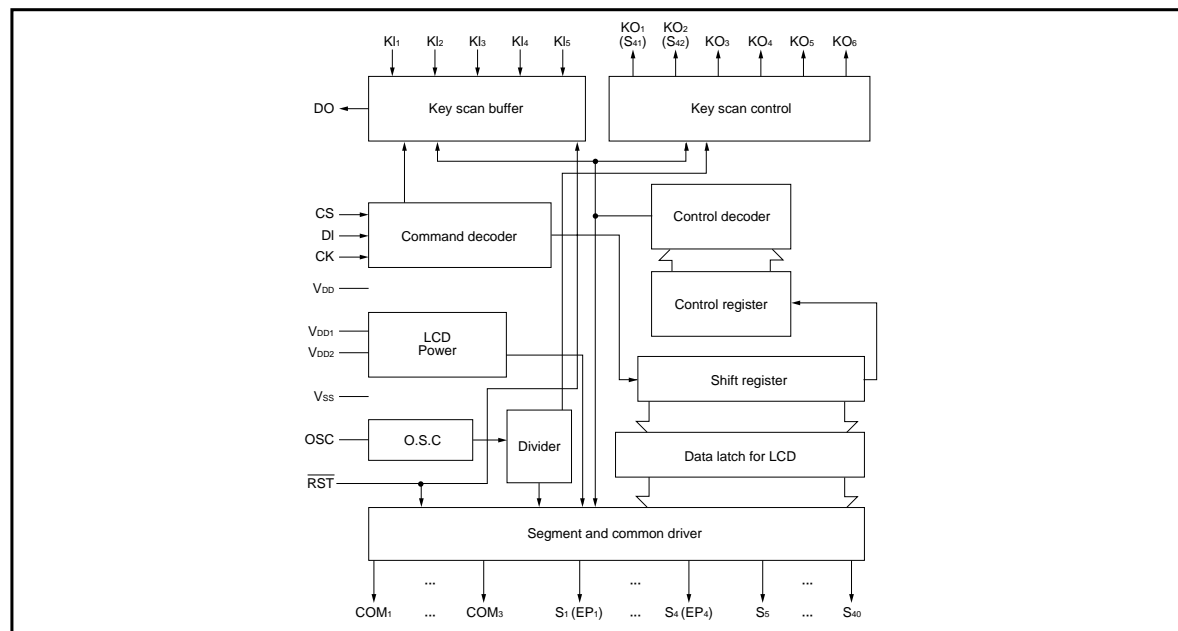 KI1 KI2 KI3 KI4 KI5
KO1 KO2 KO3 KO4 KO5 KO6
(S41) (S42)
DO
Key scan buffer
Key scan control
CS
DI
CK
Command decoder
Control decoder
VDD
Control register
VDD1
VDD2
LCD
Power
Shift register
VSS
OSC
O.S.C
Divider
Data latch for LCD
RST
Segment and common driver
... ... ...
COM1 ... COM3 S1 (EP1) ... S4 (EP4) S5 ... S40